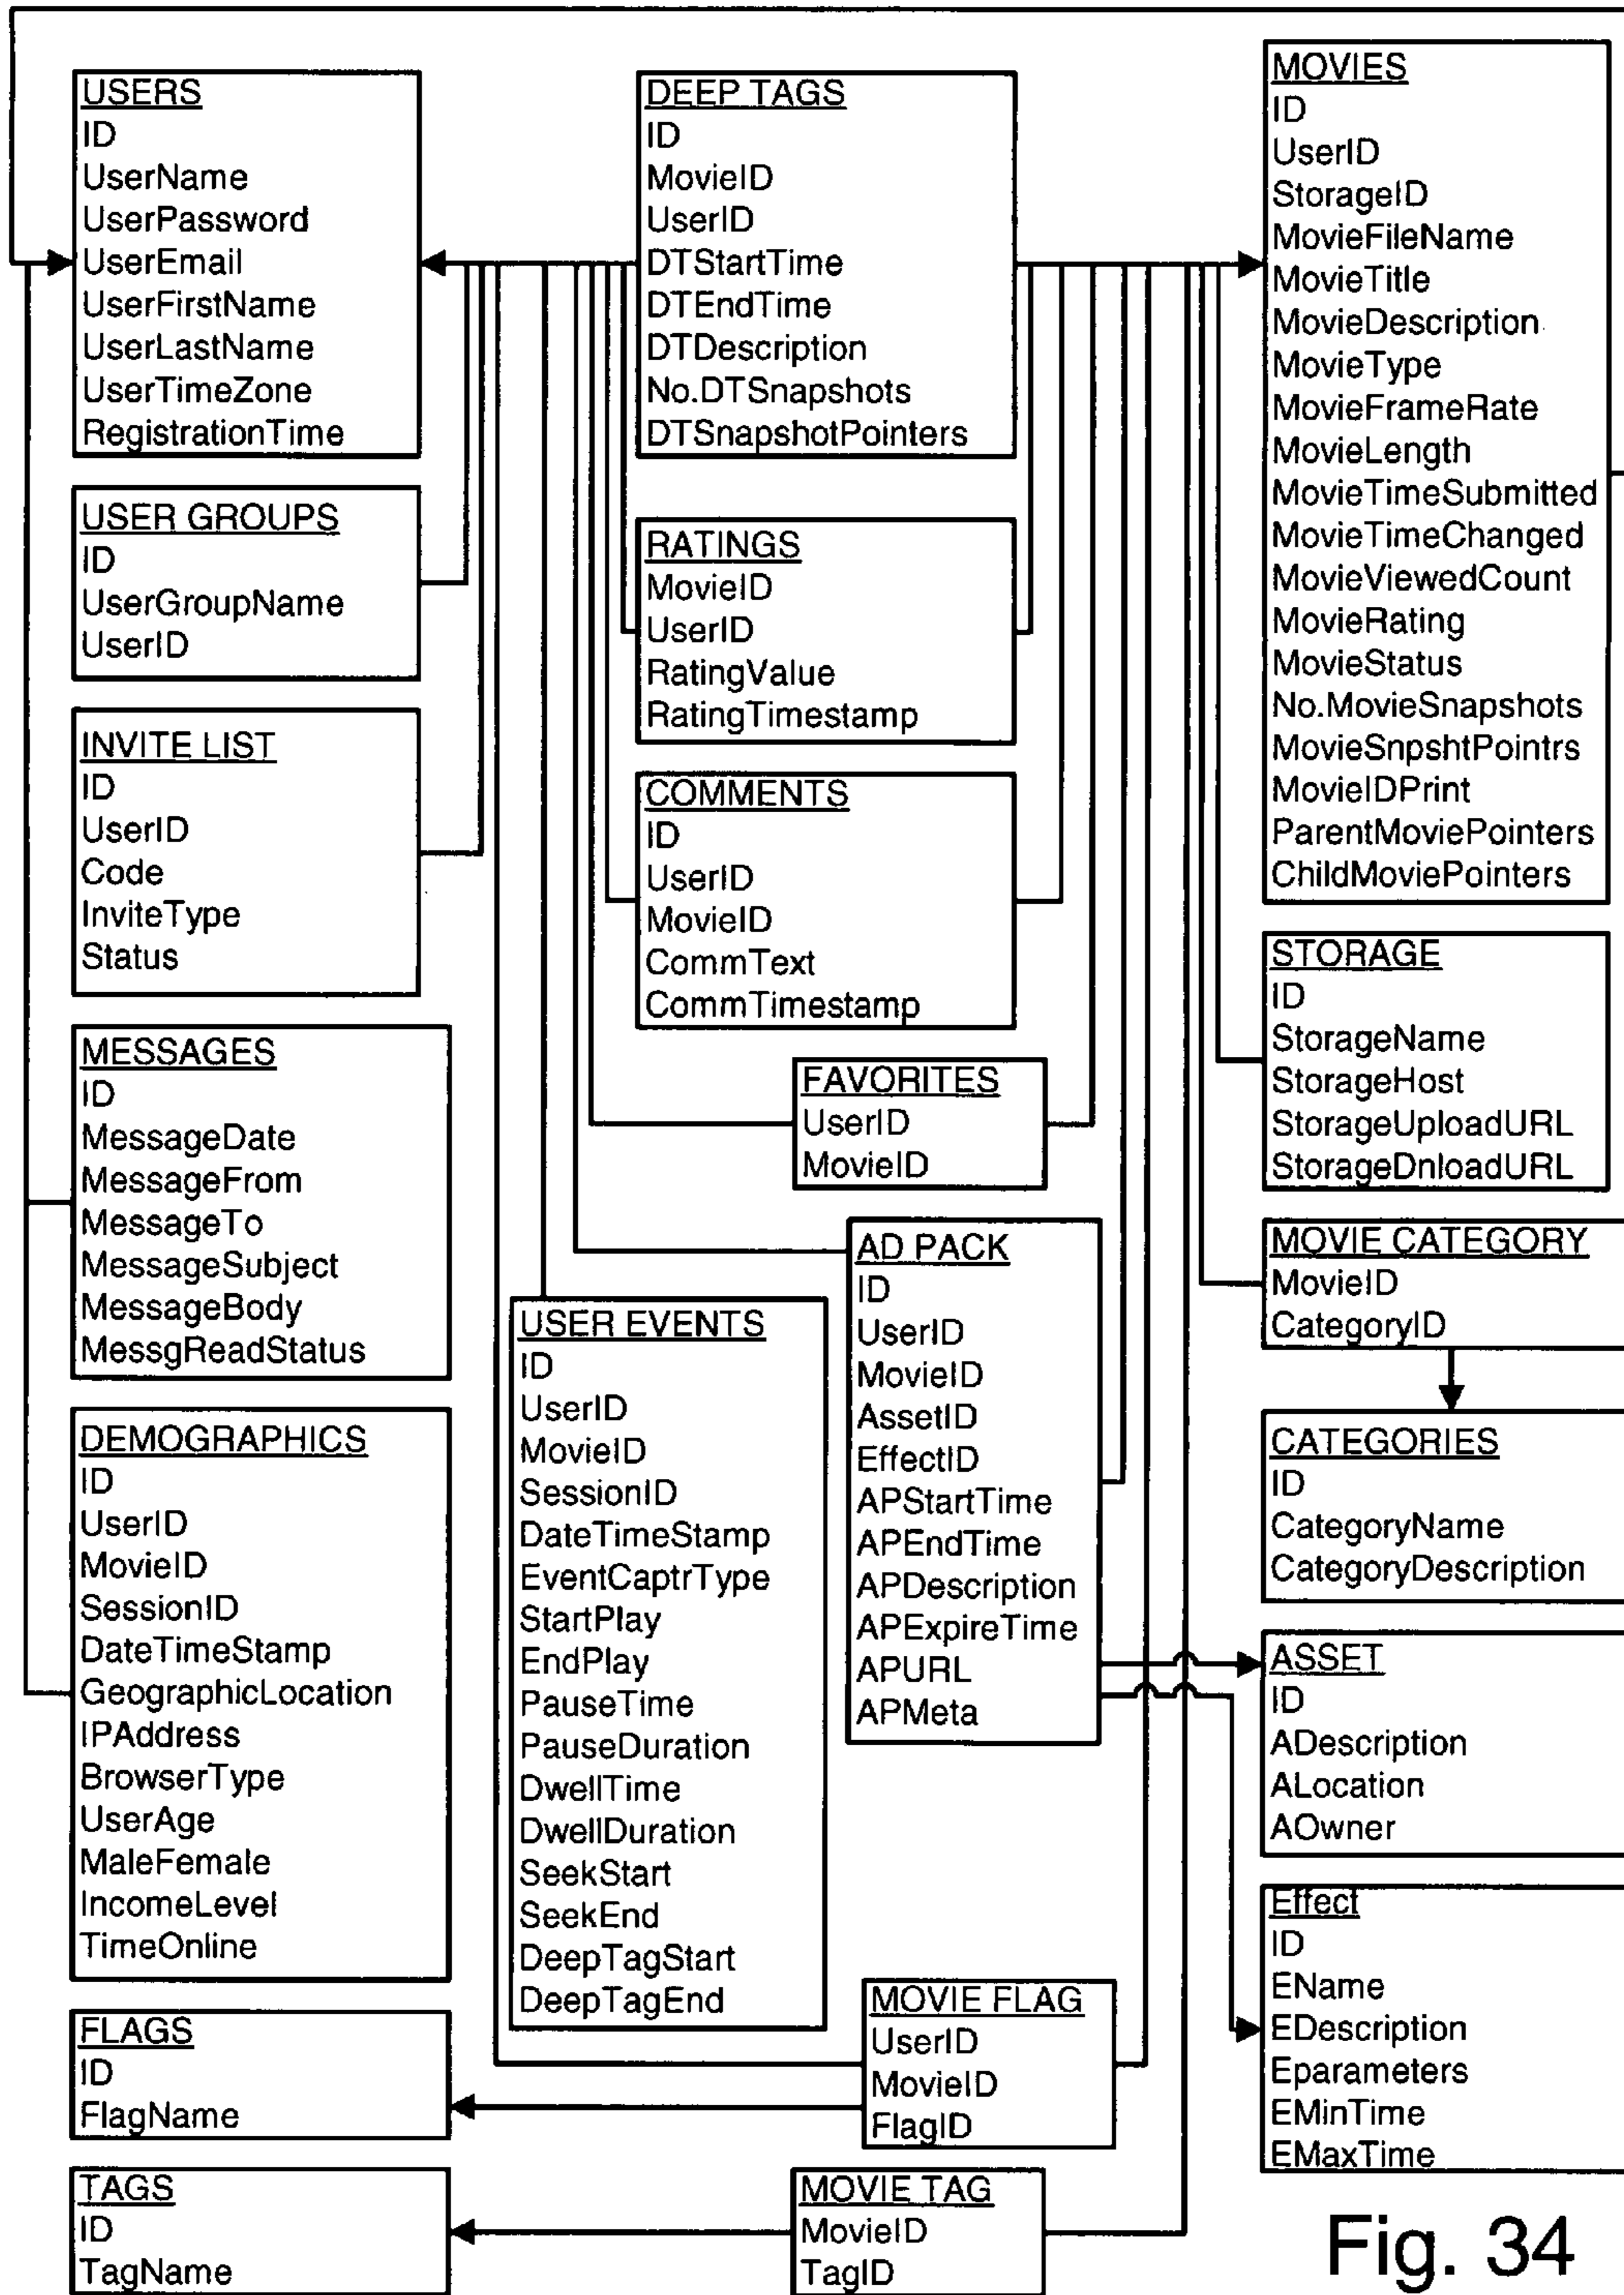 USERS
ID
UserName
UserPassword
UserEmail
UserFirstName
UserLastName
UserTimeZone
RegistrationTime
USER GROUPS
ID
UserGroupName
UserID
INVITE LIST
ID
UserID
Code
InviteType
Status
MESSAGES
ID
MessageDate
MessageFrom
MessageTo
MessageSubject
MessageBody
MessgReadStatus
DEMOGRAPHICS
ID
UserID
MovieID
SessionID
DateTimeStamp
GeographicLocation
IPAddress
BrowserType
UserAge
MaleFemale
IncomeLevel
TimeOnline
FLAGS
ID
FlagName
TAGS
ID
TagName
DEEP TAGS
ID
MovieID
UserID
DTStartTime
DTEndTime
DTDescription
No.DTSnapshots
DTSnapshotPointers
RATINGS
MovieID
UserID
RatingValue
RatingTimestamp
COMMENTS
ID
UserID
MovieID
CommText
CommTimestamp
FAVORITES
UserID
MovieID
USER EVENTS
ID
UserID
MovieID
SessionID
DateTimeStamp
EventCaptrType
StartPlay
EndPlay
PauseTime
PauseDuration
DwellTime
DwellDuration
SeekStart
SeekEnd
DeepTagStart
DeepTagEnd
AD PACK
ID
UserID
MovieID
AssetID
EffectID
APStartTime
APEndTime
APDescription
APExpireTime
APURL
APMeta
MOVIE FLAG
UserID
MovieID
FlagID
MOVIE TAG
MovieID
TagID
MOVIES
ID
UserID
StorageID
MovieFileName
MovieTitle
MovieDescription
MovieType
MovieFrameRate
MovieLength
MovieTimeSubmitted
MovieTimeChanged
MovieViewedCount
MovieRating
MovieStatus
No.MovieSnapshots
MovieSnpshtPointrs
MovieIDPrint
ParentMoviePointers
ChildMoviePointers
STORAGE
ID
StorageName
StorageHost
StorageUploadURL
StorageDnloadURL
MOVIE CATEGORY
MovieID
CategoryID
CATEGORIES
ID
CategoryName
CategoryDescription
ASSET
ID
ADescription
ALocation
AOwner
Effect
ID
EName
EDescription
Eparameters
EMinTime
EMaxTime
Fig. 34